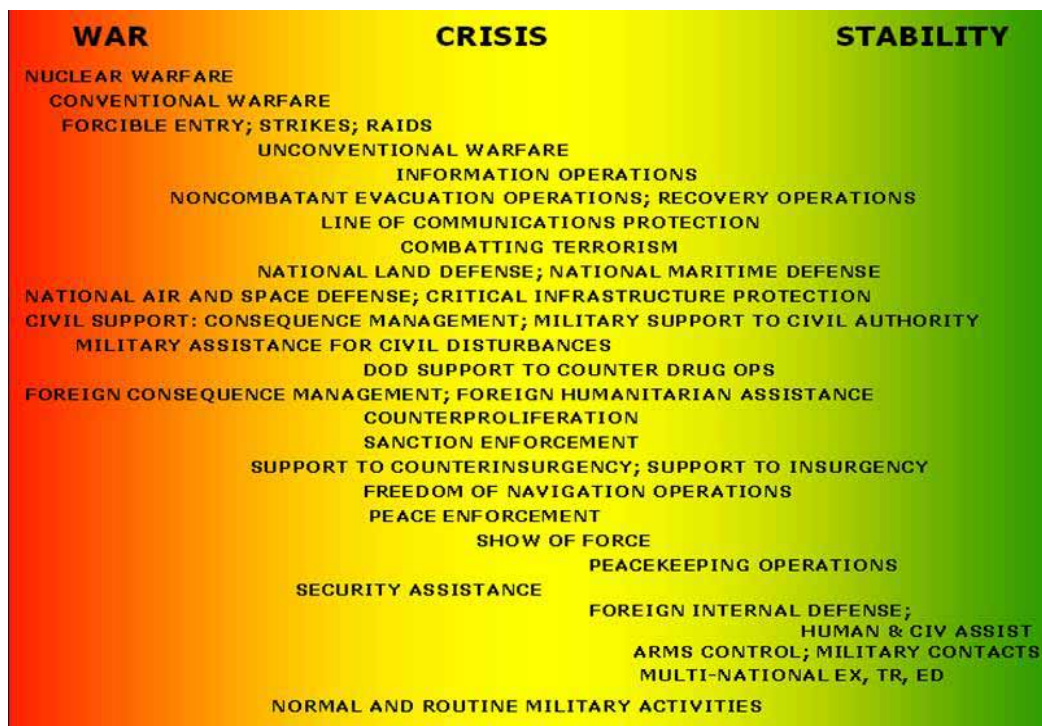 WAR CRISIS STABILITY
NUCLEAR WARFARE
CONVENTIONAL WARFARE
FORCIBLE ENTRY; STRIKES; RAIDS
UNCONVENTIONAL WARFARE
INFORMATION OPERATIONS
NONCOMBATANT EVACUATION OPERATIONS; RECOVERY OPERATIONS
LINE OF COMMUNICATIONS PROTECTION
COMBATTING TERRORISM
NATIONAL LAND DEFENSE; NATIONAL MARITIME DEFENSE
NATIONAL AIR AND SPACE DEFENSE; CRITICAL INFRASTRUCTURE PROTECTION
CIVIL SUPPORT: CONSEQUENCE MANAGEMENT; MILITARY SUPPORT TO CIVIL AUTHORITY
MILITARY ASSISTANCE FOR CIVIL DISTURBANCES
DOD SUPPORT TO COUNTER DRUG OPS
FOREIGN CONSEQUENCE MANAGEMENT; FOREIGN HUMANITARIAN ASSISTANCE
COUNTERPROLIFERATION
SANCTION ENFORCEMENT
SUPPORT TO COUNTERINSURGENCY; SUPPORT TO INSURGENCY
FREEDOM OF NAVIGATION OPERATIONS
PEACE ENFORCEMENT
SHOW OF FORCE
PEACEKEEPING OPERATIONS
SECURITY ASSISTANCE
FOREIGN INTERNAL DEFENSE;
HUMAN & CIV ASSIST
ARMS CONTROL; MILITARY CONTACTS
MULTI-NATIONAL EX, TR, ED
NORMAL AND ROUTINE MILITARY ACTIVITIES